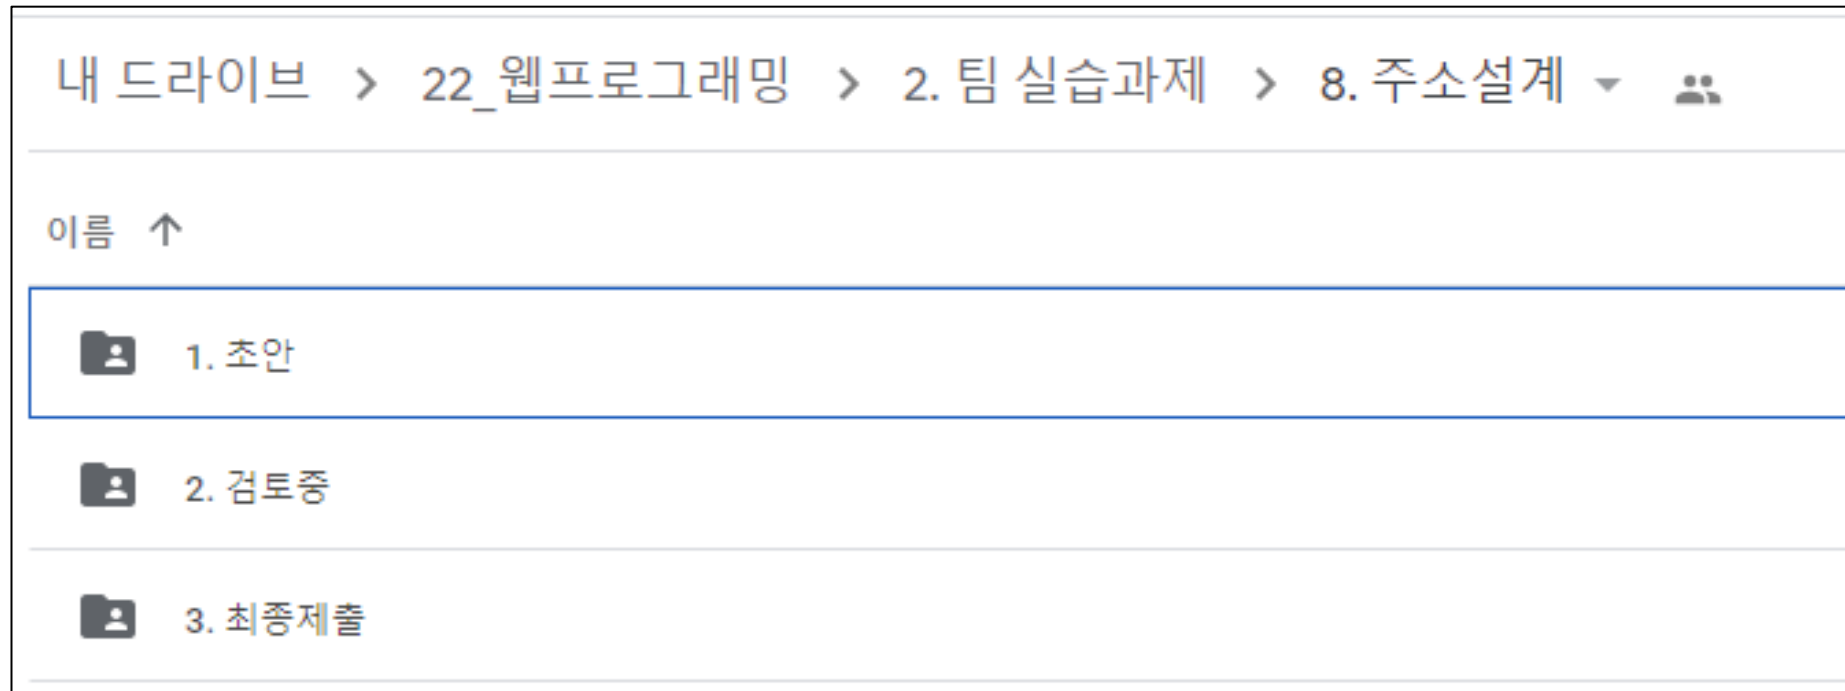 내 드라이브 > 22_웹프로그래밍 > 2. 팀 실습과제 > 8. 주소설계
이름
1. 초안
2. 검토중
3. 최종제출